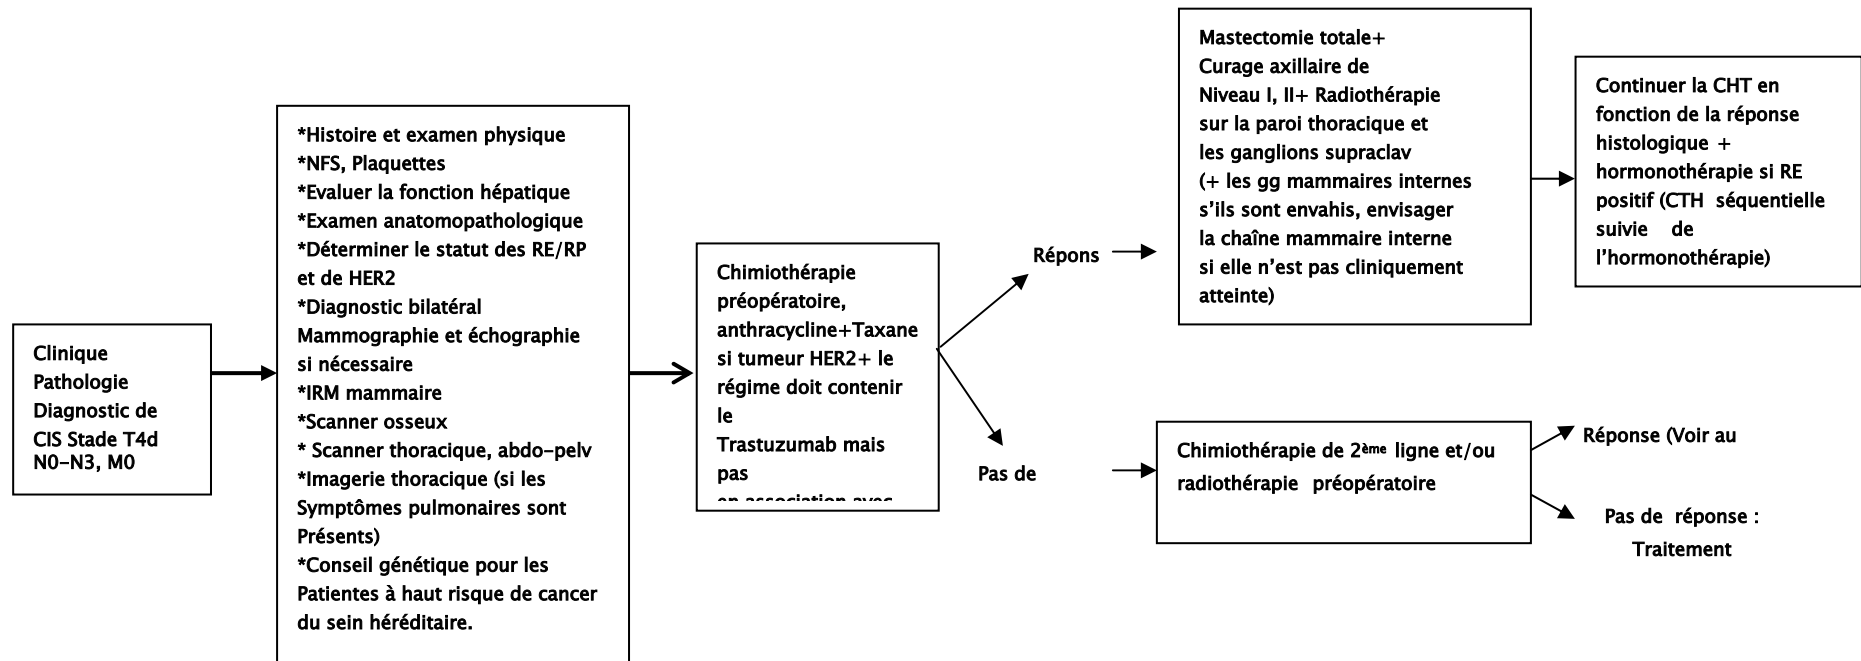 Clinique
Pathologie
Diagnostic de
CIS Stade T4d
N0-N3, M0
*Histoire et examen physique
*NFS, Plaquettes
*Evaluer la fonction hépatique
*Examen anatomopathologique
*Déterminer le statut des RE/RP
et de HER2
*Diagnostic bilatéral
Mammographie et échographie
si nécessaire
*IRM mammaire
*Scanner osseux
* Scanner thoracique, abdo-pelv
*Imagerie thoracique (si les
Symptômes pulmonaires sont
Présents)
*Conseil génétique pour les
Patientes à haut risque de cancer
du sein héréditaire.
Chimiothérapie
préopératoire,
anthracycline+Taxane
si tumeur HER2+ le
régime doit contenir
le
Trastuzumab mais
pas
en association avec
Répons
Pas de
Mastectomie totale+
Curage axillaire de
Niveau I, II+ Radiothérapie
sur la paroi thoracique et
les ganglions supraclav
(+ les gg mammaires internes
s'ils sont envahis, envisager
la chaîne mammaire interne
si elle n'est pas cliniquement
atteinte)
Continuer la CHT en
fonction de la réponse
histologique +
hormonothérapie si RE
positif (CTH séquentielle
suivie de
l'hormonothérapie)
Chimiothérapie de 2ème ligne et/ou
radiothérapie préopératoire
Réponse (Voir au
Pas de réponse :
Traitement